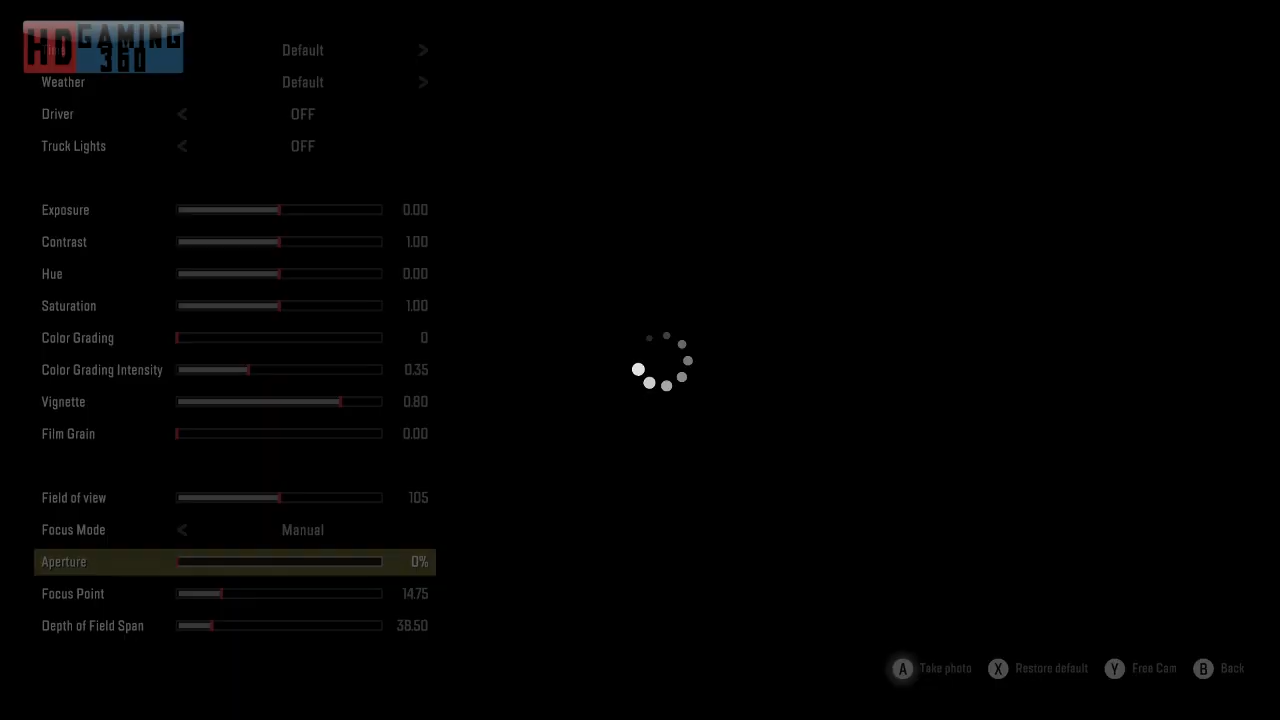 HD GAMING 360
Time Default >
Weather Default >
Driver < OFF
Truck Lights < OFF
Exposure 0.00
Contrast 1.00
Hue 0.00
Saturation 1.00
Color Grading 0
Color Grading Intensity 0.35
Vignette 0.80
Film Grain 0.00
Field of view 105
Focus Mode < Manual
Aperture 0%
Focus Point 14.75
Depth of Field Span 38.50
A Take photo X Restore default Y Free Cam B Back